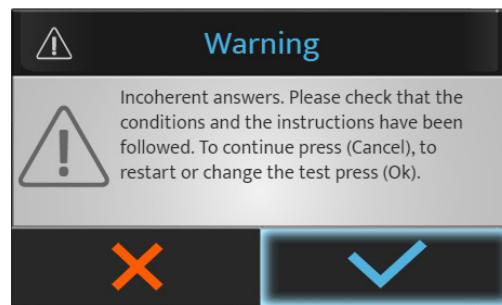 Warning
Incoherent answers. Please check that the
conditions and the instructions have been
followed. To continue press (Cancel), to
restart or change the test press (Ok).